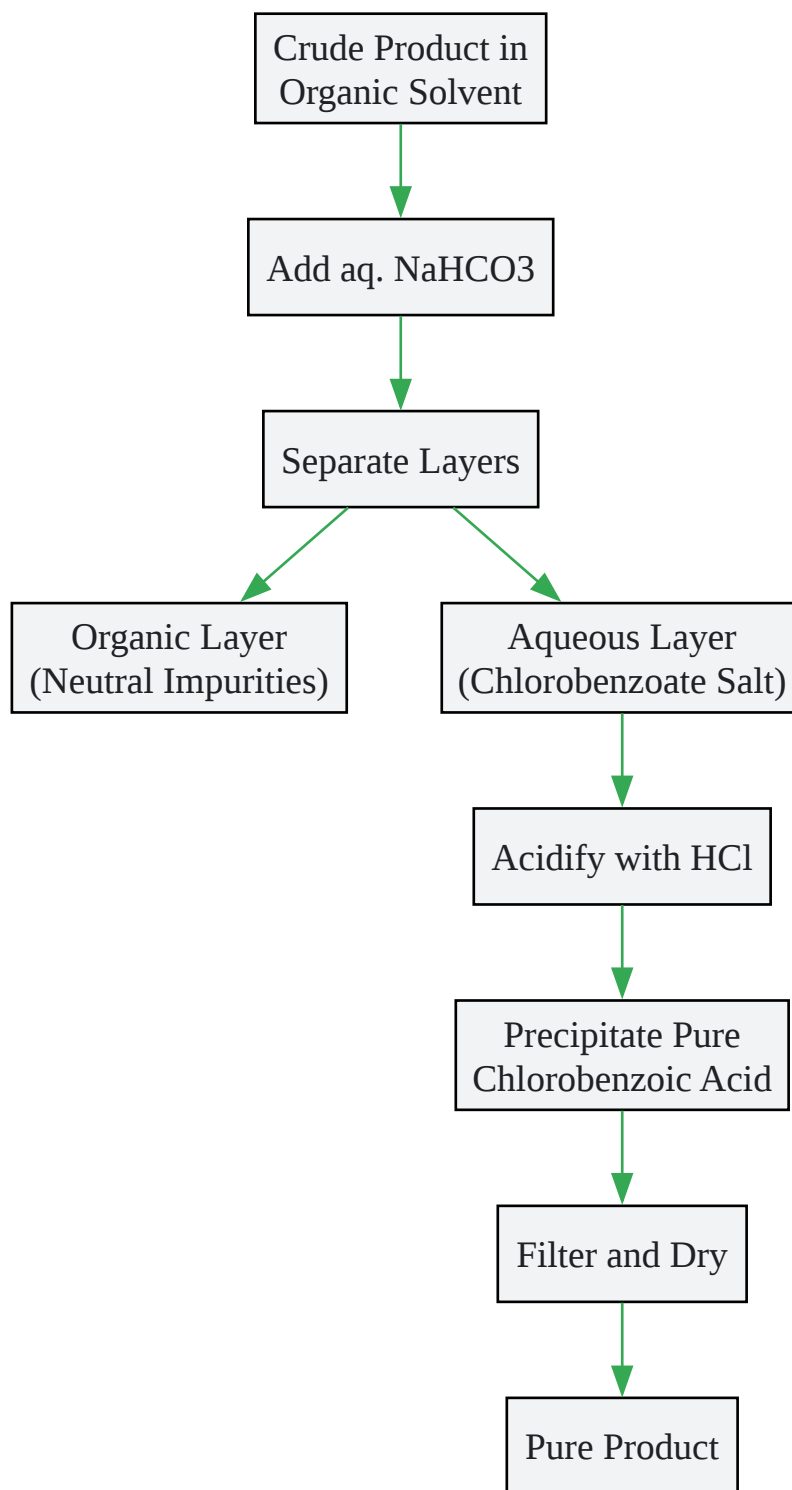 Crude Product in
Organic Solvent
Add aq. NaHCO3
Separate Layers
Organic Layer
(Neutral Impurities)
Aqueous Layer
(Chlorobenzoate Salt)
Acidify with HCl
Precipitate Pure
Chlorobenzoic Acid
Filter and Dry
Pure Product